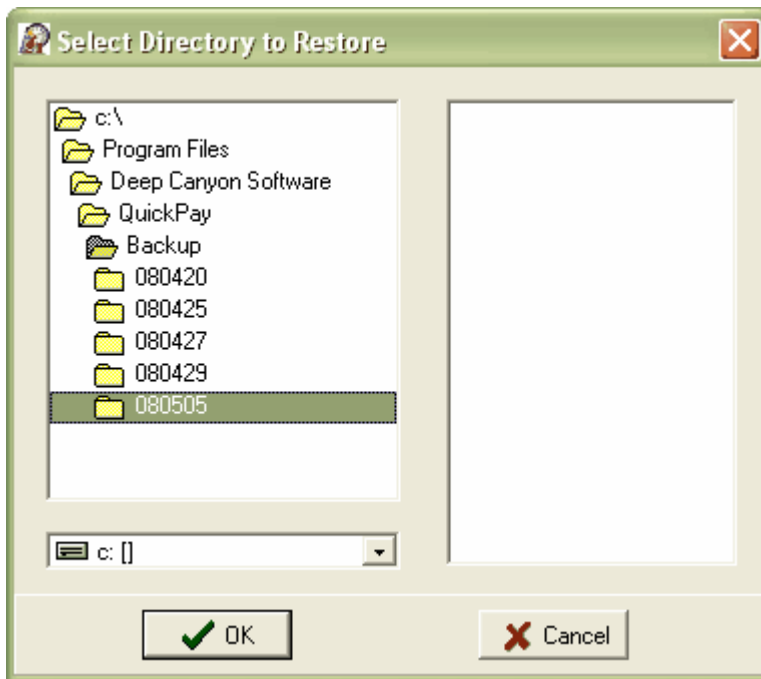 Select Directory to Restore
c:\
Program Files
Deep Canyon Software
QuickPay
Backup
080420
080425
080427
080429
080505
c: []
OK
Cancel